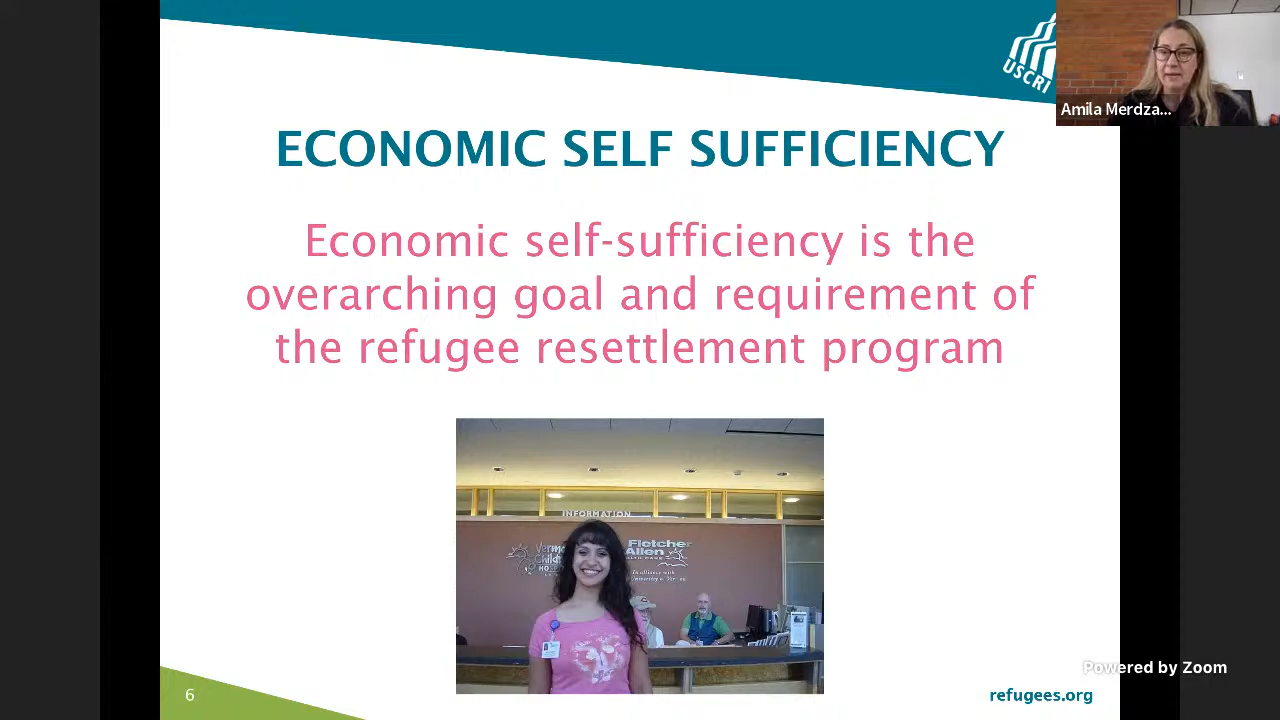 USCRI
Amila Merdza...
ECONOMIC SELF SUFFICIENCY
Economic self-sufficiency is the
overarching goal and requirement of
the refugee resettlement program
INFORMATION
Fletcher
Allen
Powered by Zoom
6
refugees.org